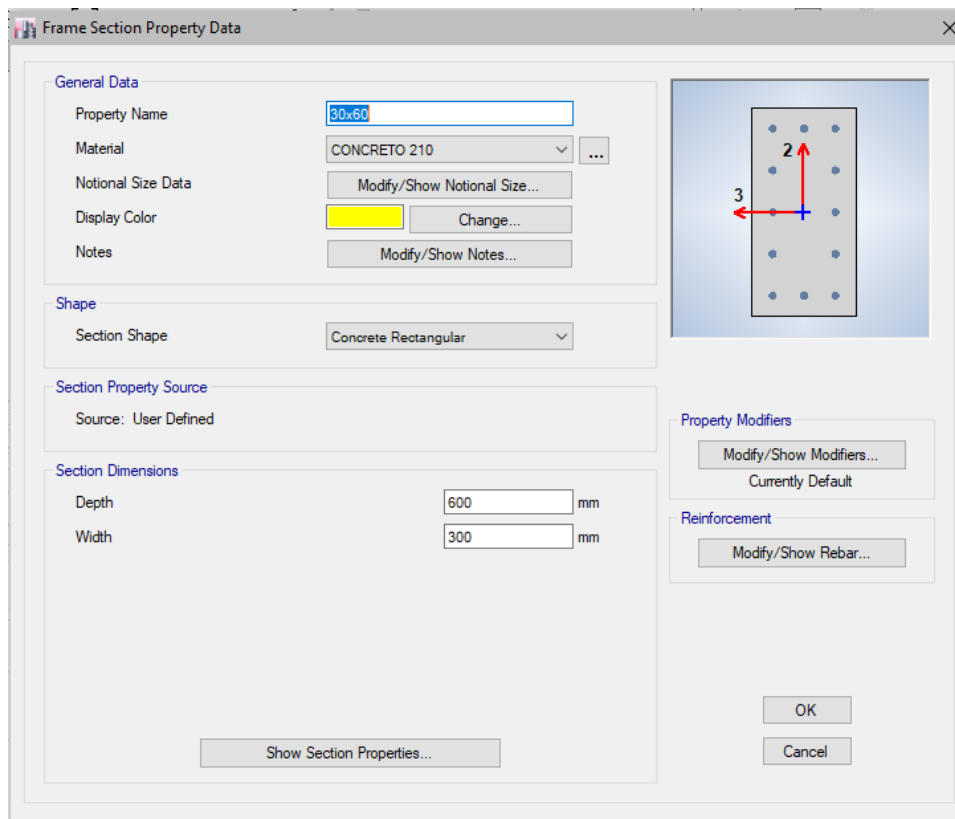 Frame Section Property Data
General Data
Property Name
30x60
Material
CONCRETO 210
...
Notional Size Data
Modify/Show Notional Size...
Display Color
Change...
Notes
Modify/Show Notes...
2
3
Shape
Section Shape
Concrete Rectangular
Section Property Source
Source: User Defined
Property Modifiers
Modify/Show Modifiers...
Currently Default
Section Dimensions
Depth
600
mm
Width
300
mm
Reinforcement
Modify/Show Rebar...
OK
Show Section Properties...
Cancel